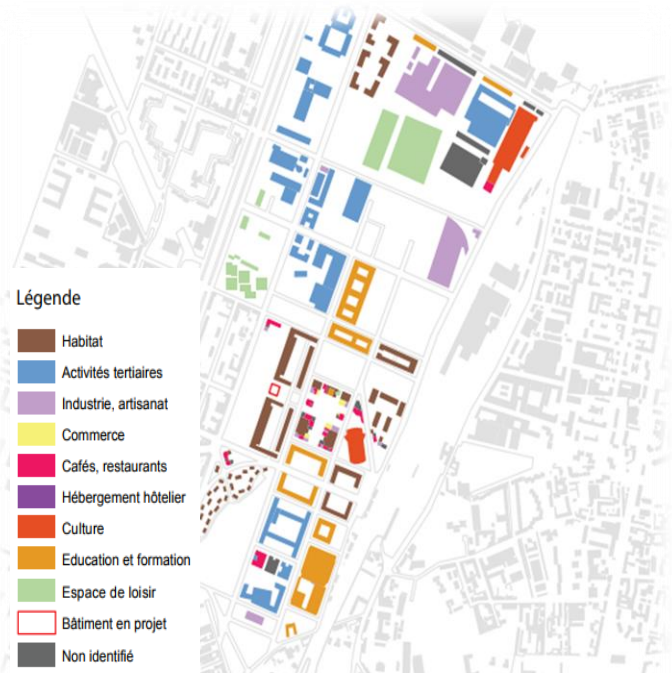 Légende
Habitat
Activités tertiaires
Industrie, artisanat
Commerce
Cafés, restaurants
Hébergement hôtelier
Culture
Education et formation
Espace de loisir
Bâtiment en projet
Non identifié